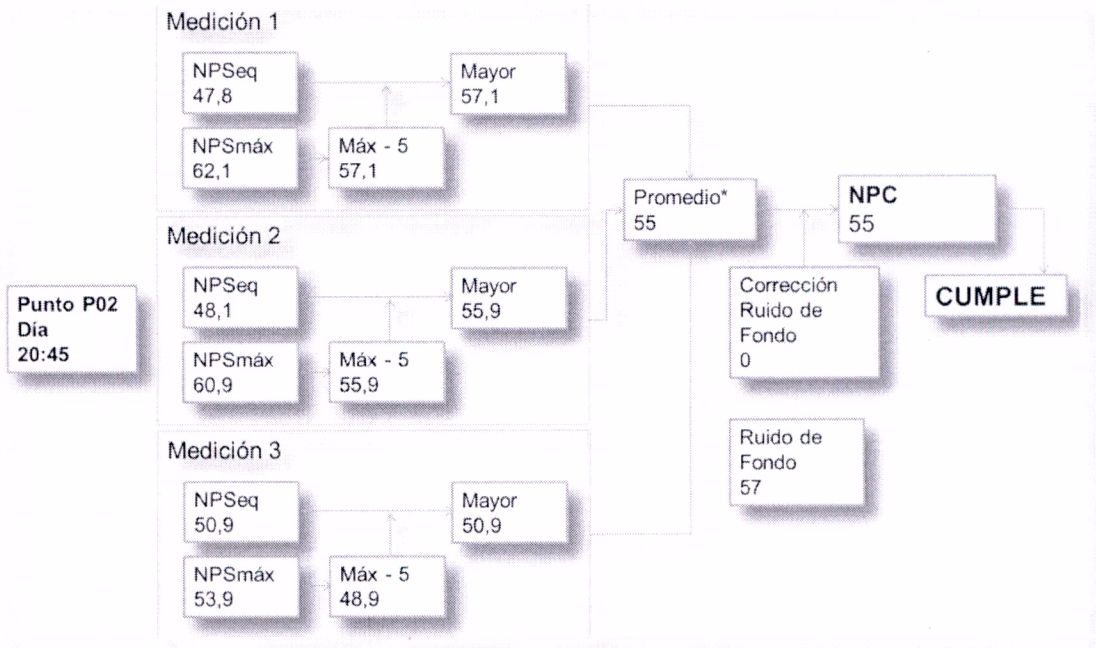 Punto P02
Día
20:45
Medición 1
NPSeq
47,8
NPSmáx
62,1
Máx - 5
57,1
Mayor
57,1
Medición 2
NPSeq
48,1
NPSmáx
60,9
Máx - 5
55,9
Mayor
55,9
Medición 3
NPSeq
50,9
NPSmáx
53,9
Máx - 5
48,9
Mayor
50,9
Promedio*
55
Corrección
Ruido de
Fondo
0
Ruido de
Fondo
57
NPC
55
CUMPLE